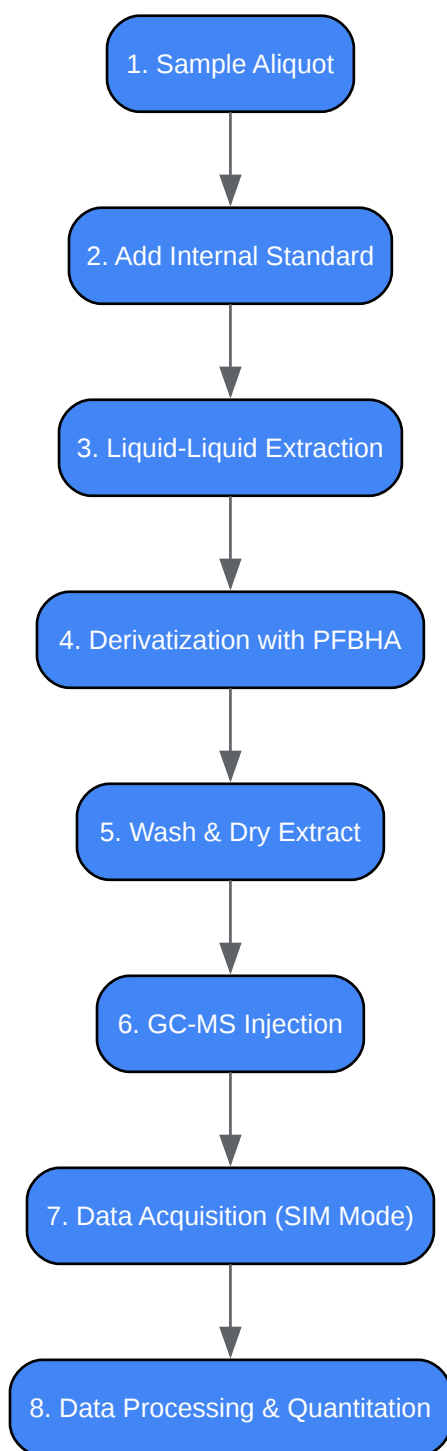 1. Sample Aliquot
2. Add Internal Standard
3. Liquid-Liquid Extraction
4. Derivatization with PFBHA
5. Wash & Dry Extract
6. GC-MS Injection
7. Data Acquisition (SIM Mode)
8. Data Processing & Quantitation